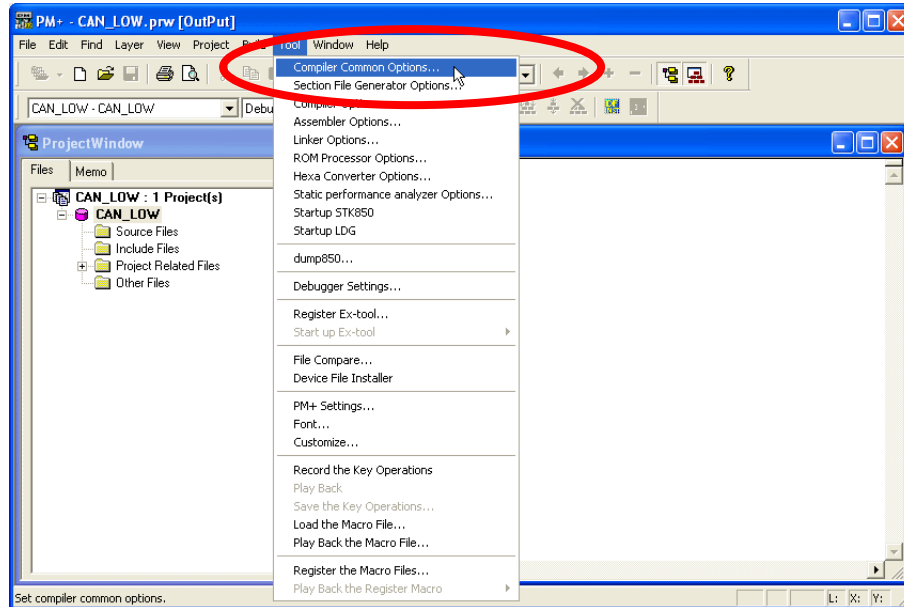 PM+ - CAN_LOW.prw [OutPut]
File Edit Find Layer View Project Tool Window Help
CAN_LOW - CAN_LOW Debu
ProjectWindow
Files Memo
CAN_LOW : 1 Project(s)
CAN_LOW
Source Files
Include Files
Project Related Files
Other Files
Compiler Common Options...
Section File Generator Options...
Compiler
Assembler Options...
Linker Options...
ROM Processor Options...
Hexa Converter Options...
Static performance analyzer Options...
Startup STK850
Startup LDG
dump850...
Debugger Settings...
Register Ex-tool...
Start up Ex-tool
File Compare...
Device File Installer
PM+ Settings...
Font...
Customize...
Record the Key Operations
Play Back
Save the Key Operations...
Load the Macro File...
Play Back the Macro File...
Register the Macro Files...
Play Back the Register Macro
Set compiler common options.
L: X: Y: